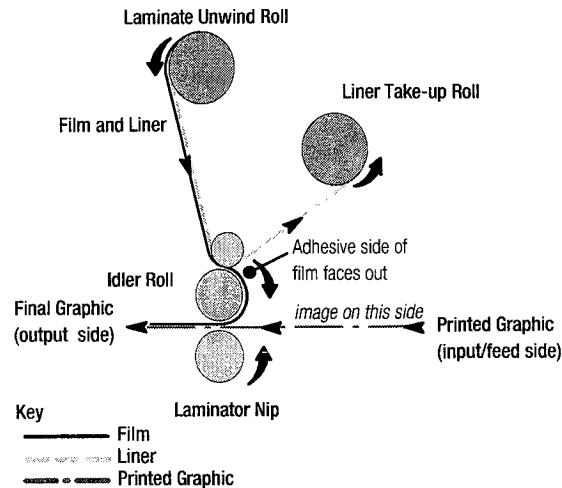 Laminate Unwind Roll
Liner Take-up Roll
Film and Liner
Adhesive side of
film faces out
Idler Roll
Final Graphic
(output side)
image on this side
Printed Graphic
(input/feed side)
Laminator Nip
Key
Film
Liner
Printed Graphic